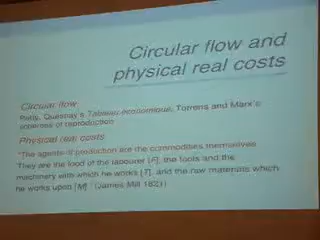 Circular flow and
physical real costs
Circular flow
Petty, Quesnay's Tableau économique, Torrens and Marx's
schemes of reproduction
Physical real costs
"The agents of production are the commodities themselves
They are the food of the labourer [F], the tools and the
machinery with which he works [T], and the raw materials which
he works upon [M]" (James Mill